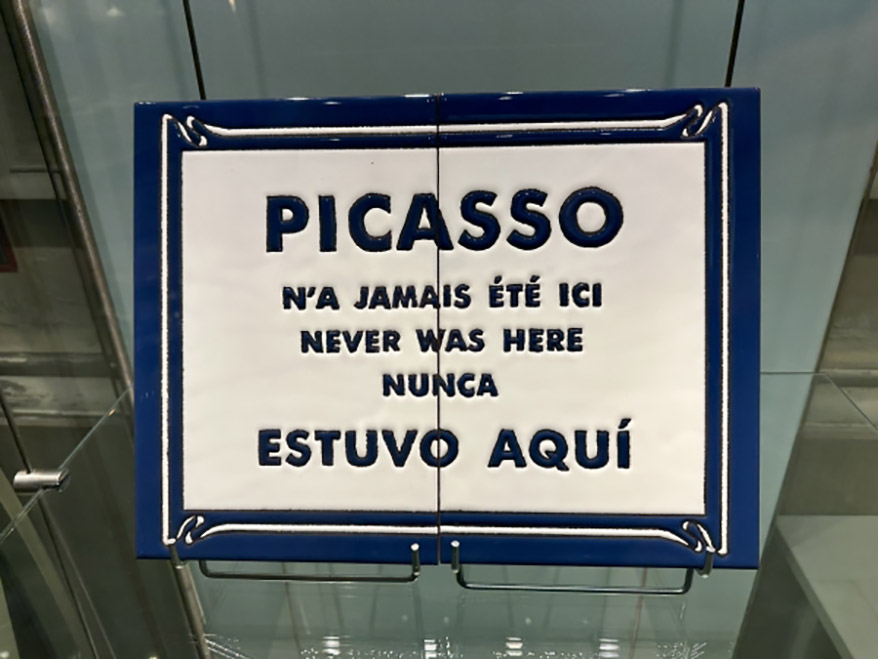 PICASSO
N'A JAMAIS ÉTÉ ICI
NEVER WAS HERE
NUNCA
ESTUVO AQUÍ